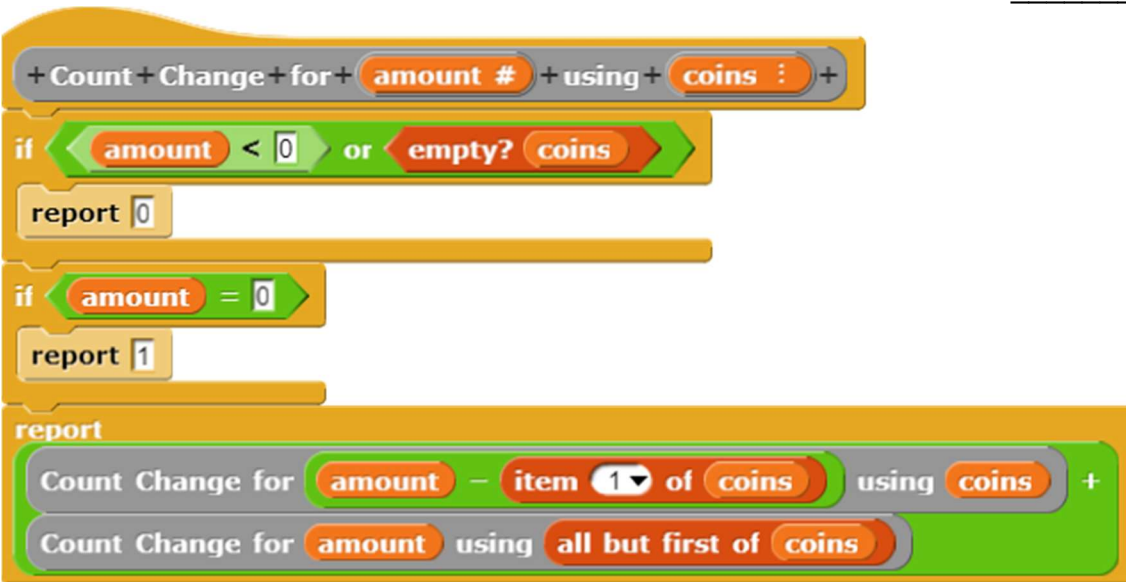 +Count+Change+for+ amount # +using+ coins ⋮ +
if amount < 0 or empty? coins
report 0
if amount = 0
report 1
report
Count Change for amount − item 1▾ of coins using coins +
Count Change for amount using all but first of coins